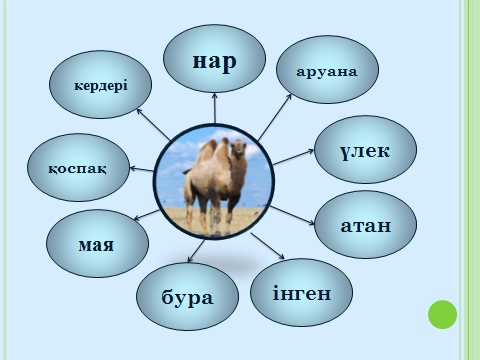 нар
аруана
үлек
атан
інген
бура
мая
қоспақ
кердері